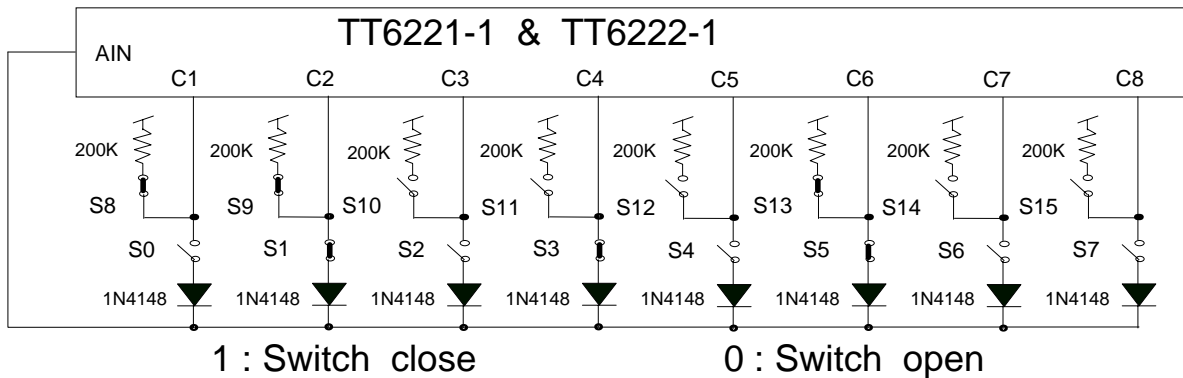 TT6221-1 & TT6222-1
AIN
C1 C2 C3 C4 C5 C6 C7 C8
200K 200K 200K 200K 200K 200K 200K 200K
S8 S9 S10 S11 S12 S13 S14 S15
S0 S1 S2 S3 S4 S5 S6 S7
1N4148 1N4148 1N4148 1N4148 1N4148 1N4148 1N4148 1N4148
1 : Switch close 0 : Switch open